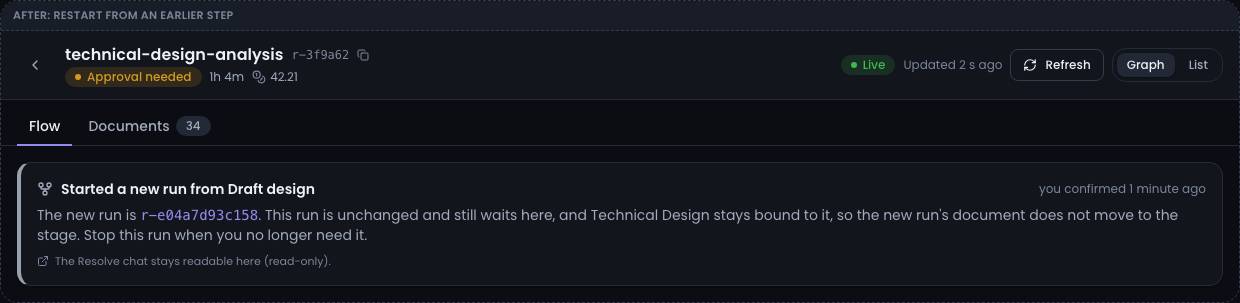 AFTER: RESTART FROM AN EARLIER STEP
technical-design-analysis r-3f9a62
Approval needed 1h 4m 42.21
Live Updated 2 s ago Refresh Graph List
Flow Documents 34
Started a new run from Draft design you confirmed 1 minute ago
The new run is r-e04a7d93c158. This run is unchanged and still waits here, and Technical Design stays bound to it, so the new run's document does not move to the
stage. Stop this run when you no longer need it.
The Resolve chat stays readable here (read-only).